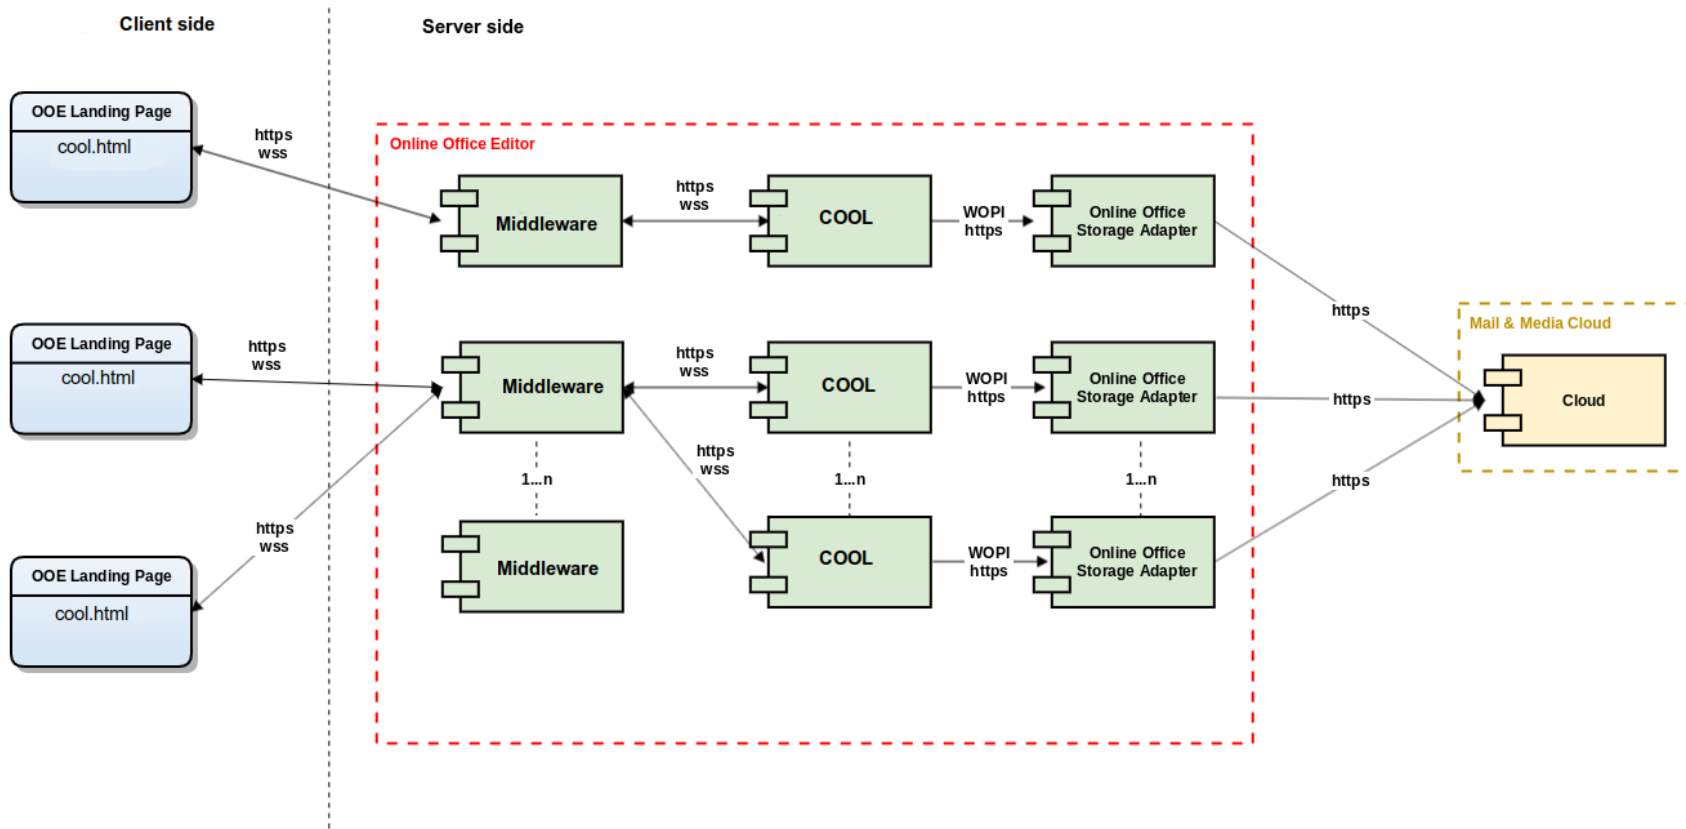 Client side
Server side
OOE Landing Page
cool.html
https
wss
Online Office Editor
Middleware
https
wss
COOL
WOPI
https
Online Office
Storage Adapter
https
Mail & Media Cloud
OOE Landing Page
cool.html
https
wss
Middleware
https
wss
COOL
WOPI
https
Online Office
Storage Adapter
https
Cloud
https
wss
1...n
1...n
1...n
https
OOE Landing Page
cool.html
https
wss
Middleware
COOL
WOPI
https
Online Office
Storage Adapter